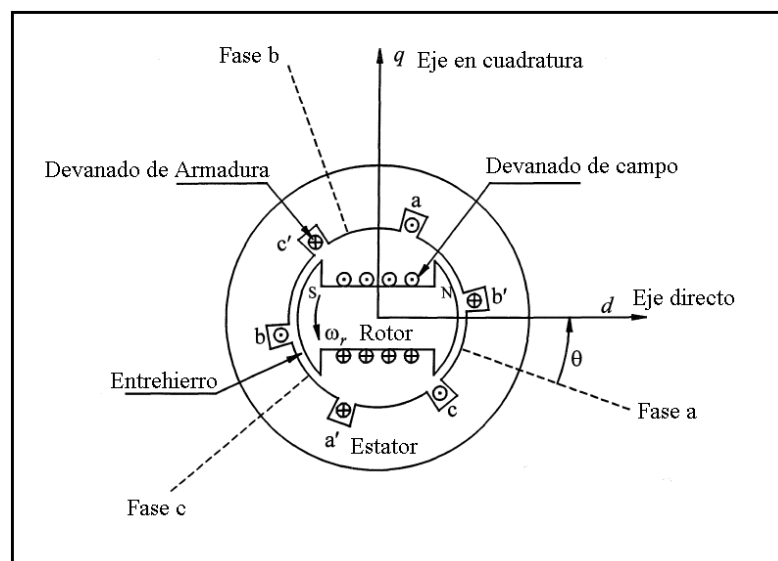 Fase b
q Eje en cuadratura
Devanado de Armadura
Devanado de campo
a
c'
S
N
b'
Eje directo
d
b
ωr
Rotor
θ
Entrehierro
c
Fase a
a'
Estator
Fase c